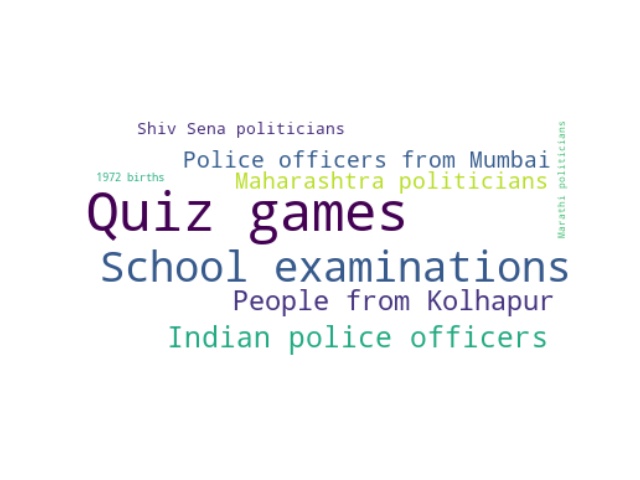 Shiv Sena politicians
Police officers from Mumbai
1972 births
Maharashtra politicians
Marathi politicians
Quiz games
School examinations
People from Kolhapur
Indian police officers